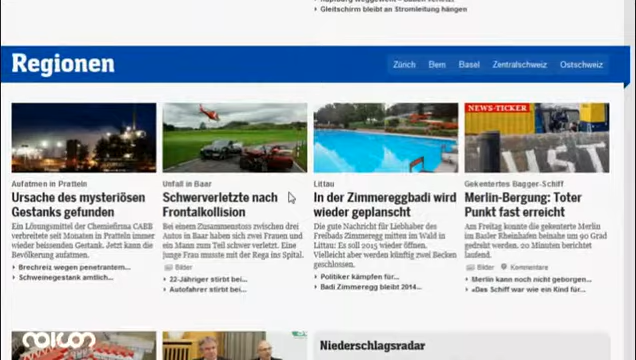 Gleitschirm bleibt an Stromleitung hängen
Regionen
Zürich Bern Basel Zentralschweiz Ostschweiz
NEWS-TICKER
Aufatmen in Pratteln
Ursache des mysteriösen
Gestanks gefunden
Ein Lösungsmittel der Chemiefirma CABB
verbreitete seit Monaten in Pratteln immer
wieder beissenden Gestank. Jetzt kann die
Bevölkerung aufatmen.
Brechreiz wegen penetrantem...
Schweinegestank amtlich...
Unfall in Baar
Schwerverletzte nach
Frontalkollision
Bei einem Zusammenstoss zwischen drei
Autos in Baar haben sich zwei Frauen und
ein Mann zum Teil schwer verletzt. Eine
junge Frau musste mit der Rega ins Spital.
Bilder
22-Jähriger stirbt bei...
Autofahrer stirbt bei...
Littau
In der Zimmereggbadi wird
wieder geplanscht
Die gute Nachricht für Liebhaber des
Freibads Zimmeregg mitten im Wald in
Littau: Es soll 2015 wieder öffnen.
Vielleicht aber werden künftig zwei Becken
geschlossen.
Politiker kämpfen für...
Badi Zimmeregg bleibt 2014...
Gekentertes Bagger-Schiff
Merlin-Bergung: Toter
Punkt fast erreicht
Am Freitag konnte die gekenterte Merlin
im Basler Rheinhafen beinahe um 90 Grad
gedreht werden. 20 Minuten berichtet
laufend.
Bilder Kommentare
Merlin kann noch nicht geborgen...
«Das Schiff war wie ein Kind für...
Niederschlagsradar